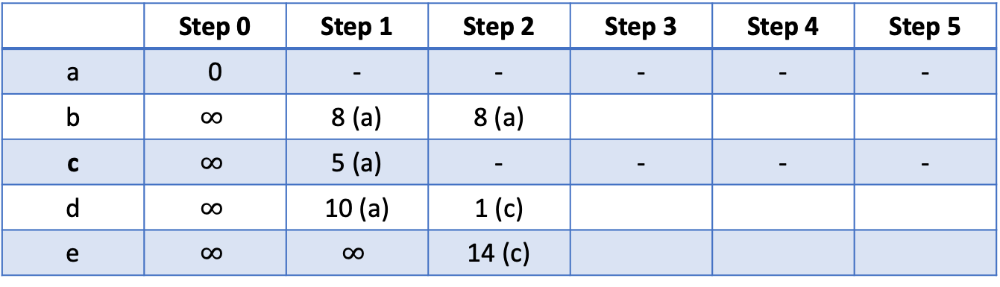 Step 0 Step 1 Step 2 Step 3 Step 4 Step 5
a 0 - - - - -
b ∞ 8 (a) 8 (a)
c ∞ 5 (a) - - - -
d ∞ 10 (a) 1 (c)
e ∞ ∞ 14 (c)